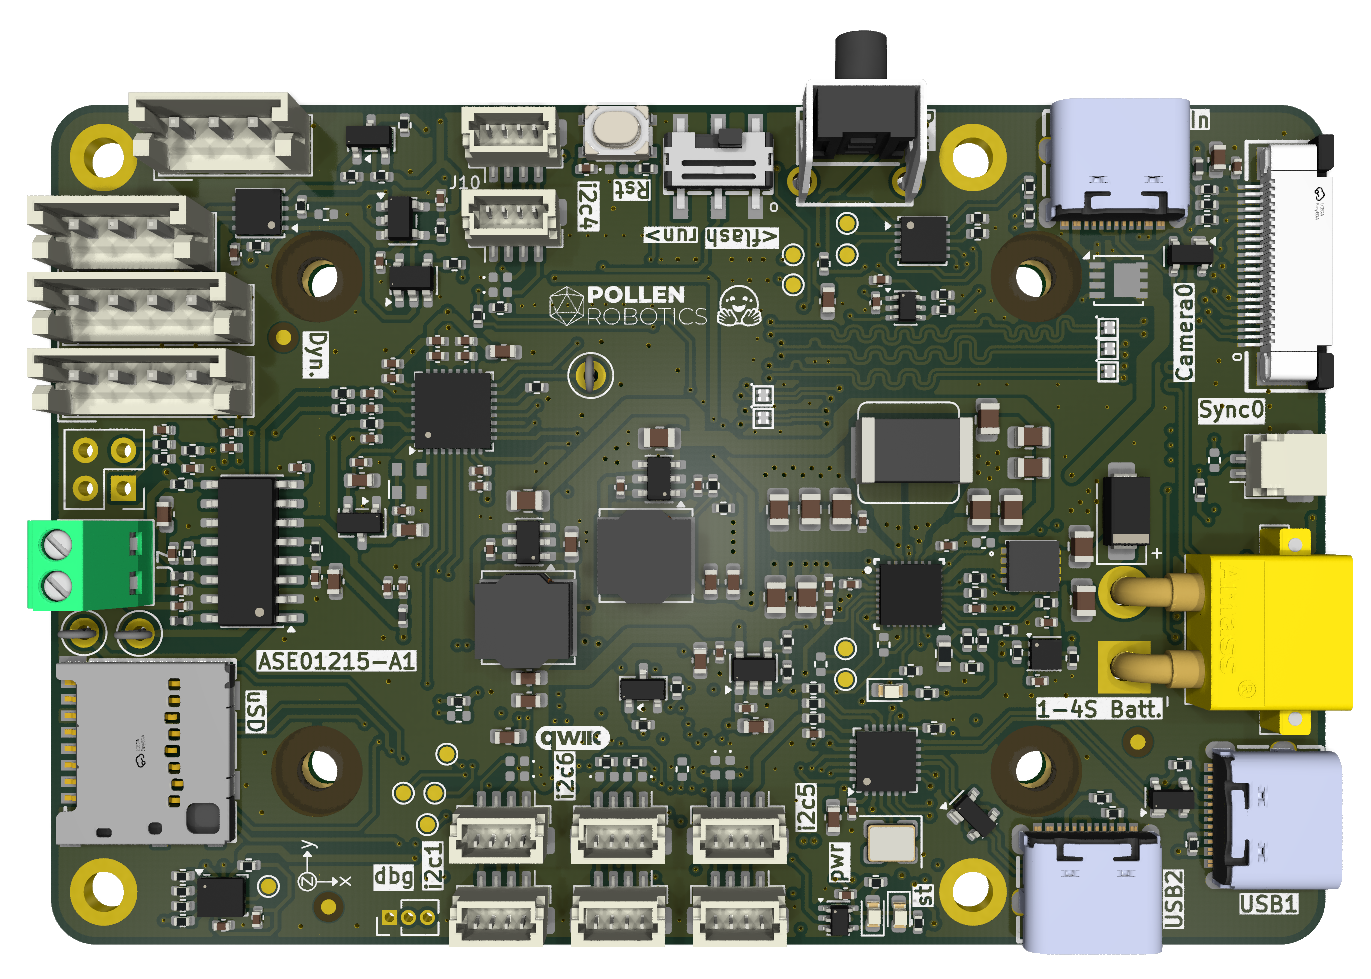 In
J10
i2c4
Rst
<flash run>
POLLEN
ROBOTICS
Dyn.
Camera0
Sync0
+
ASE01215-A1
Amass
®
1-4S Batt.
uSD
qwiic
i2c6
i2c5
y
x
z
dbg
i2c1
pwr
st
USB2
USB1